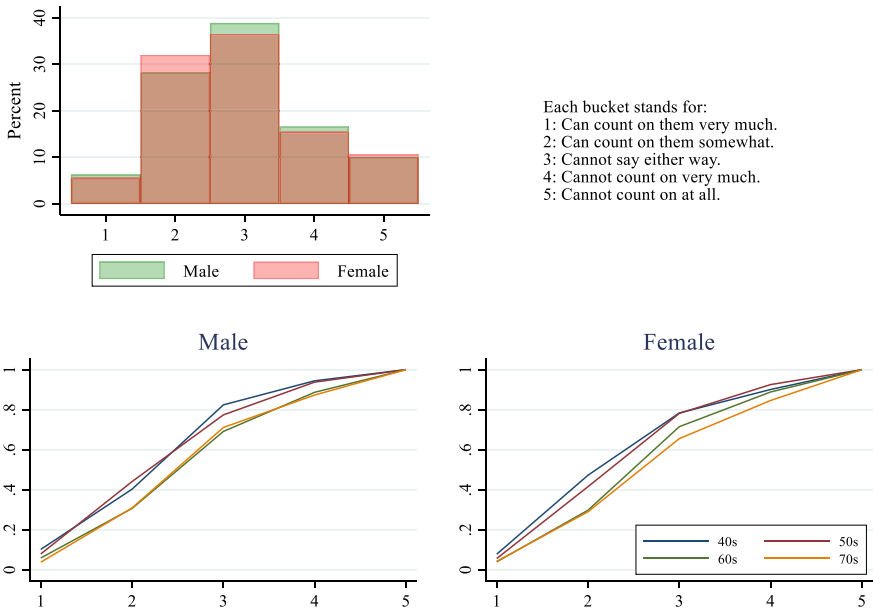 40
30
20
10
0
Percent
1 2 3 4 5
Male Female
Each bucket stands for:
1: Can count on them very much.
2: Can count on them somewhat.
3: Cannot say either way.
4: Cannot count on very much.
5: Cannot count on at all.
Male
1
.8
.6
.4
.2
0
1 2 3 4 5
Female
1
.8
.6
.4
.2
0
40s 50s
60s 70s
1 2 3 4 5